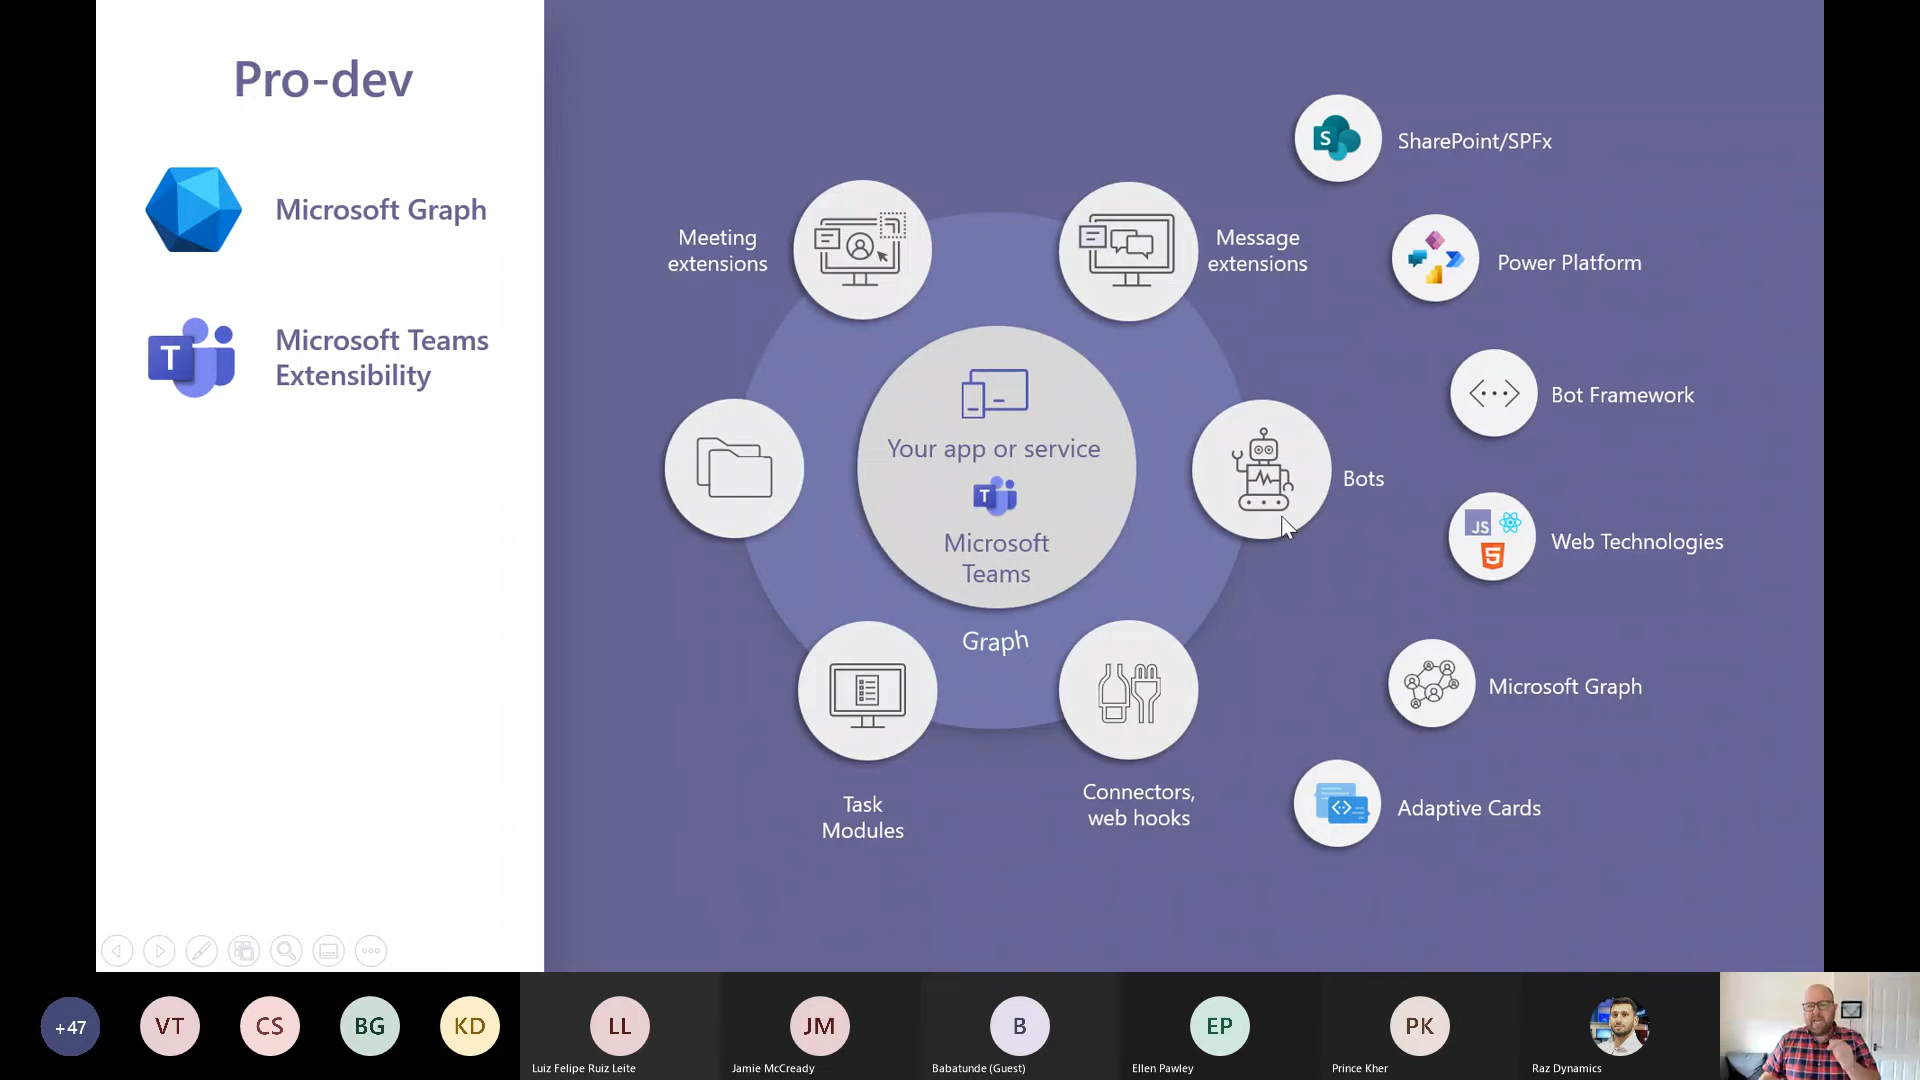 Pro-dev
Microsoft Graph
Microsoft Teams
Extensibility
SharePoint/SPFx
Meeting
extensions
Message
extensions
Power Platform
Your app or service
Microsoft
Teams
Bots
Bot Framework
JS
Web Technologies
Graph
Microsoft Graph
Task
Modules
Connectors,
web hooks
Adaptive Cards
+47
VT
CS
BG
KD
LL
JM
B
EP
PK
Luiz Felipe Ruiz Leite
Jamie McCready
Babatunde (Guest)
Ellen Pawley
Prince Kher
Raz Dynamics